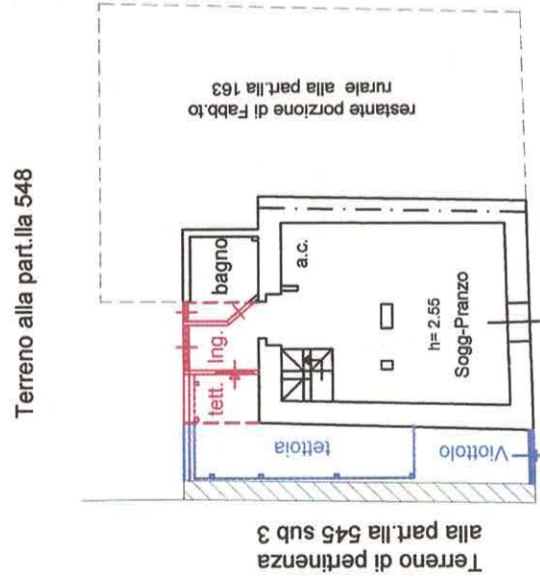 Terreno alla part.lla 548
restante porzione di Fabb.to
rurale alla part.lla 163
bagno
Ing.
tett.
a.c.
h= 2.55
Sogg-Pranzo
tettoia
Viottolo
Terreno di pertinenza
alla part.lla 545 sub 3